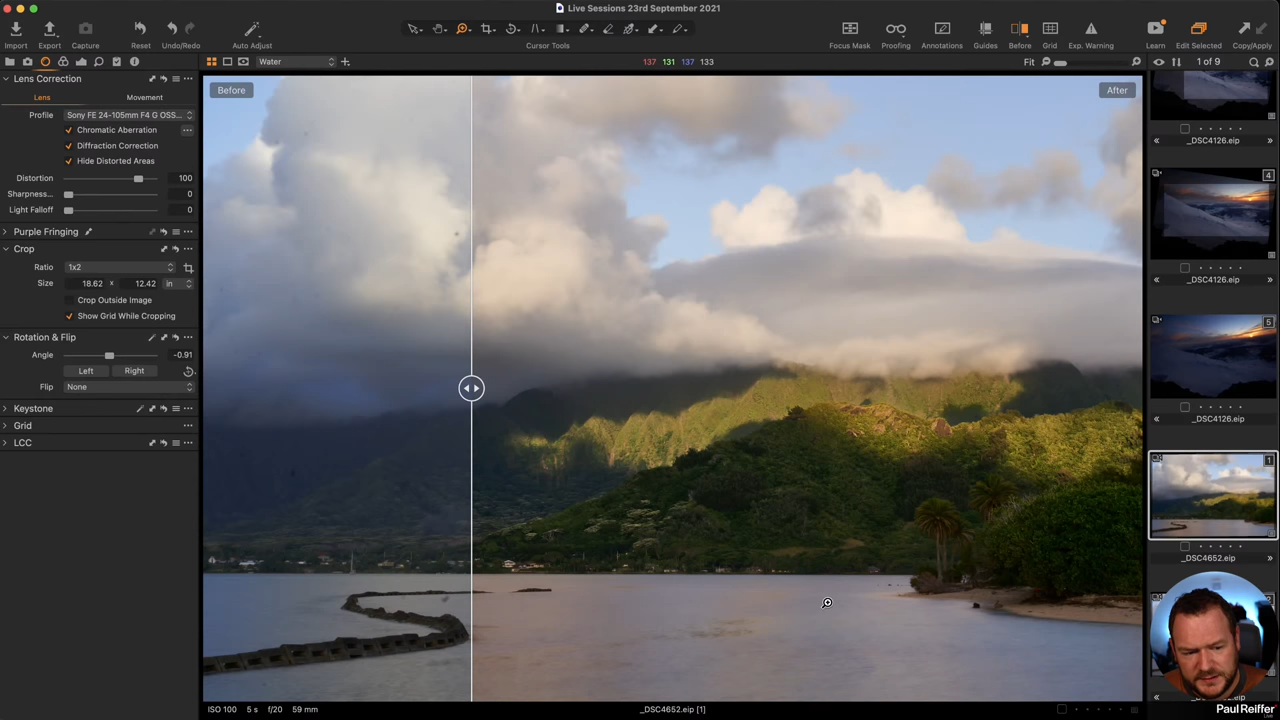 Live Sessions 23rd September 2021
Import Export Capture Reset Undo/Redo Auto Adjust Cursor Tools Focus Mask Proofing Annotations Guides Before Grid Exp. Warning Learn Edit Selected Copy/Apply
Water 137 131 137 133 Fit 1 of 9
Lens Correction
Lens Movement
Profile Sony FE 24-105mm F4 G OSS...
Chromatic Aberration
Diffraction Correction
Hide Distorted Areas
Distortion 100
Sharpness... 0
Light Falloff 0
Purple Fringing
Crop
Ratio 1x2
Size 18.62 x 12.42 in
Crop Outside Image
Show Grid While Cropping
Rotation & Flip
Angle -0.91
Left Right
Flip None
Keystone
Grid
LCC
Before After
_DSC4126.eip
4
_DSC4126.eip
5
_DSC4126.eip
1
_DSC4652.eip
ISO 100 5 s f/20 59 mm _DSC4652.eip [1]
Paul Reiffer
Live